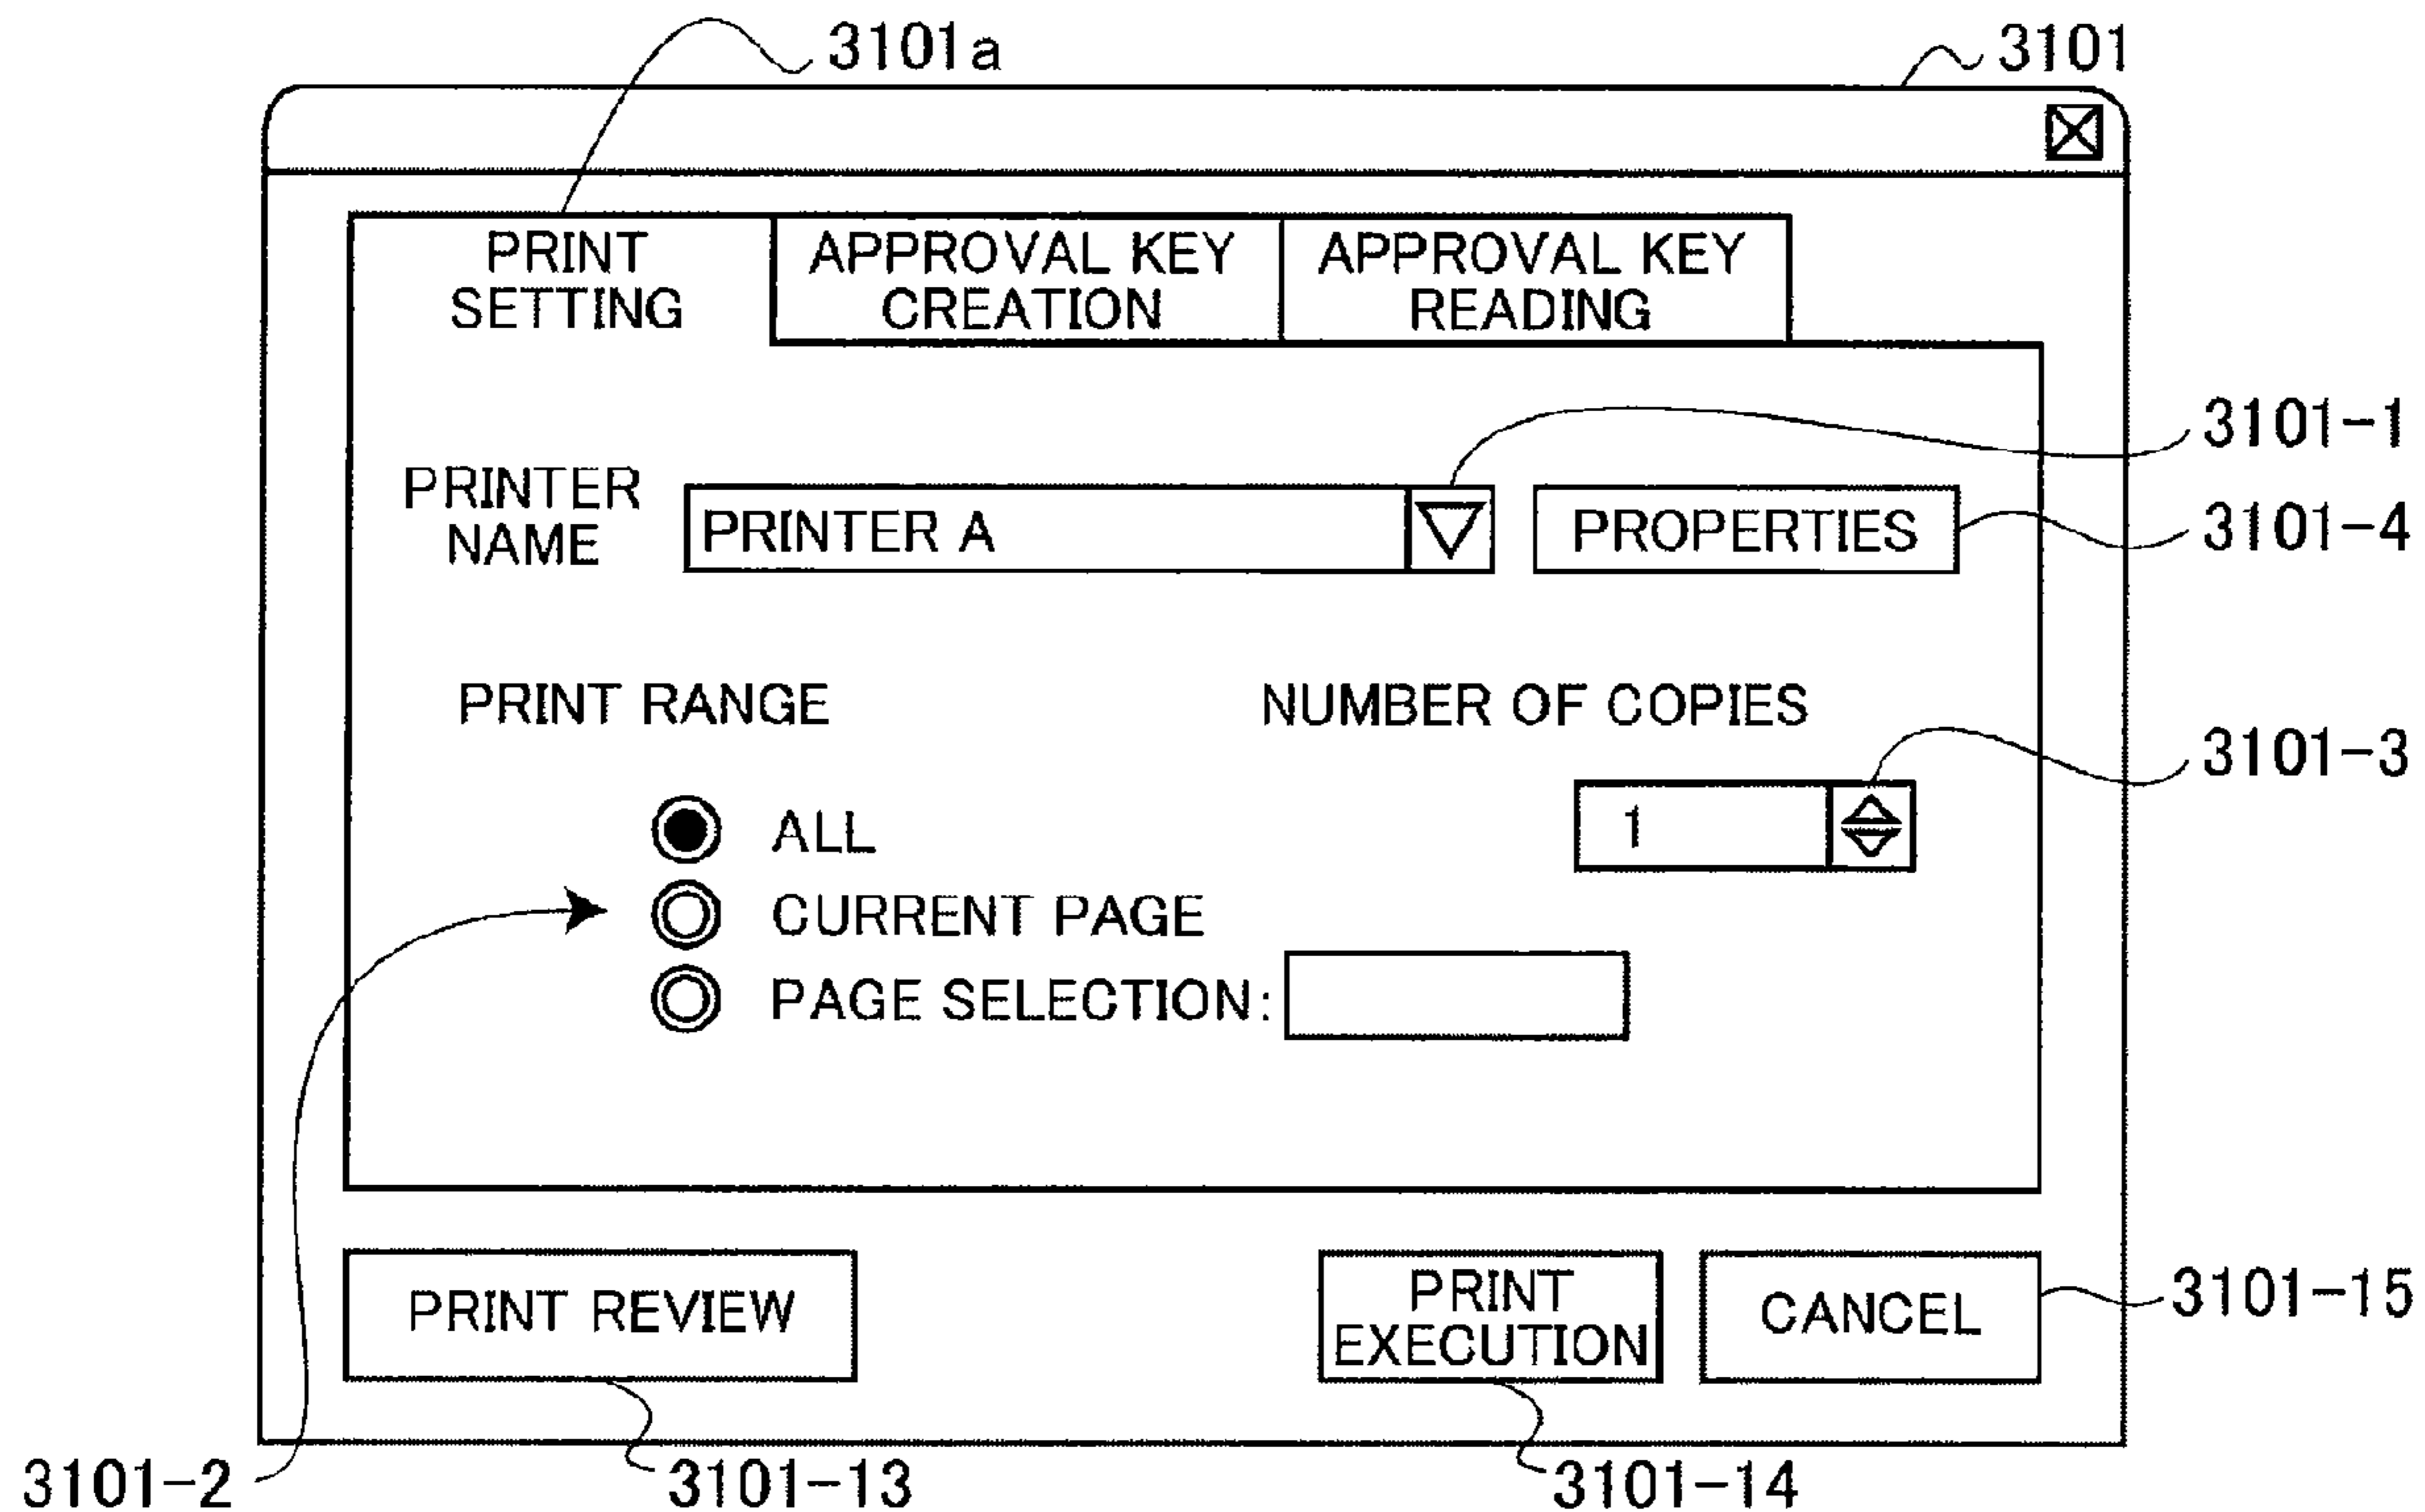 3101a
3101
PRINT
SETTING
APPROVAL KEY
CREATION
APPROVAL KEY
READING
3101-1
PRINTER
NAME
PRINTER A
PROPERTIES
3101-4
PRINT RANGE
NUMBER OF COPIES
3101-3
ALL
1
CURRENT PAGE
PAGE SELECTION:
PRINT REVIEW
PRINT
EXECUTION
CANCEL
3101-15
3101-2
3101-13
3101-14